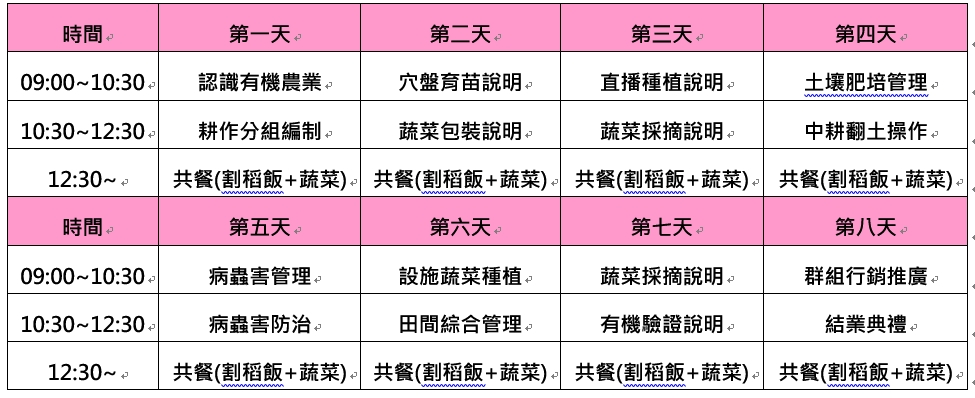 時間 第一天 第二天 第三天 第四天
09:00~10:30 認識有機農業 穴盤育苗說明 直播種植說明 土壤肥培管理
10:30~12:30 耕作分組編制 蔬菜包裝說明 蔬菜採摘說明 中耕翻土操作
12:30~ 共餐(割稻飯+蔬菜) 共餐(割稻飯+蔬菜) 共餐(割稻飯+蔬菜) 共餐(割稻飯+蔬菜)
時間 第五天 第六天 第七天 第八天
09:00~10:30 病蟲害管理 設施蔬菜種植 蔬菜採摘說明 群組行銷推廣
10:30~12:30 病蟲害防治 田間綜合管理 有機驗證說明 結業典禮
12:30~ 共餐(割稻飯+蔬菜) 共餐(割稻飯+蔬菜) 共餐(割稻飯+蔬菜) 共餐(割稻飯+蔬菜)